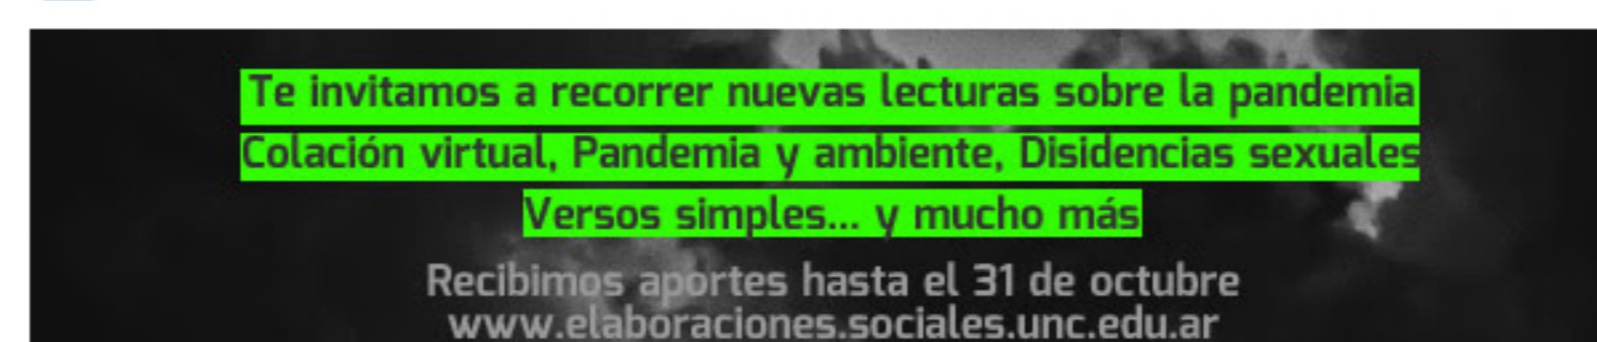 Te invitamos a recorrer nuevas lecturas sobre la pandemia
Colación virtual, Pandemia y ambiente, Disidencias sexuales
Versos simples... y mucho más
Recibimos aportes hasta el 31 de octubre
www.elaboraciones.sociales.unc.edu.ar